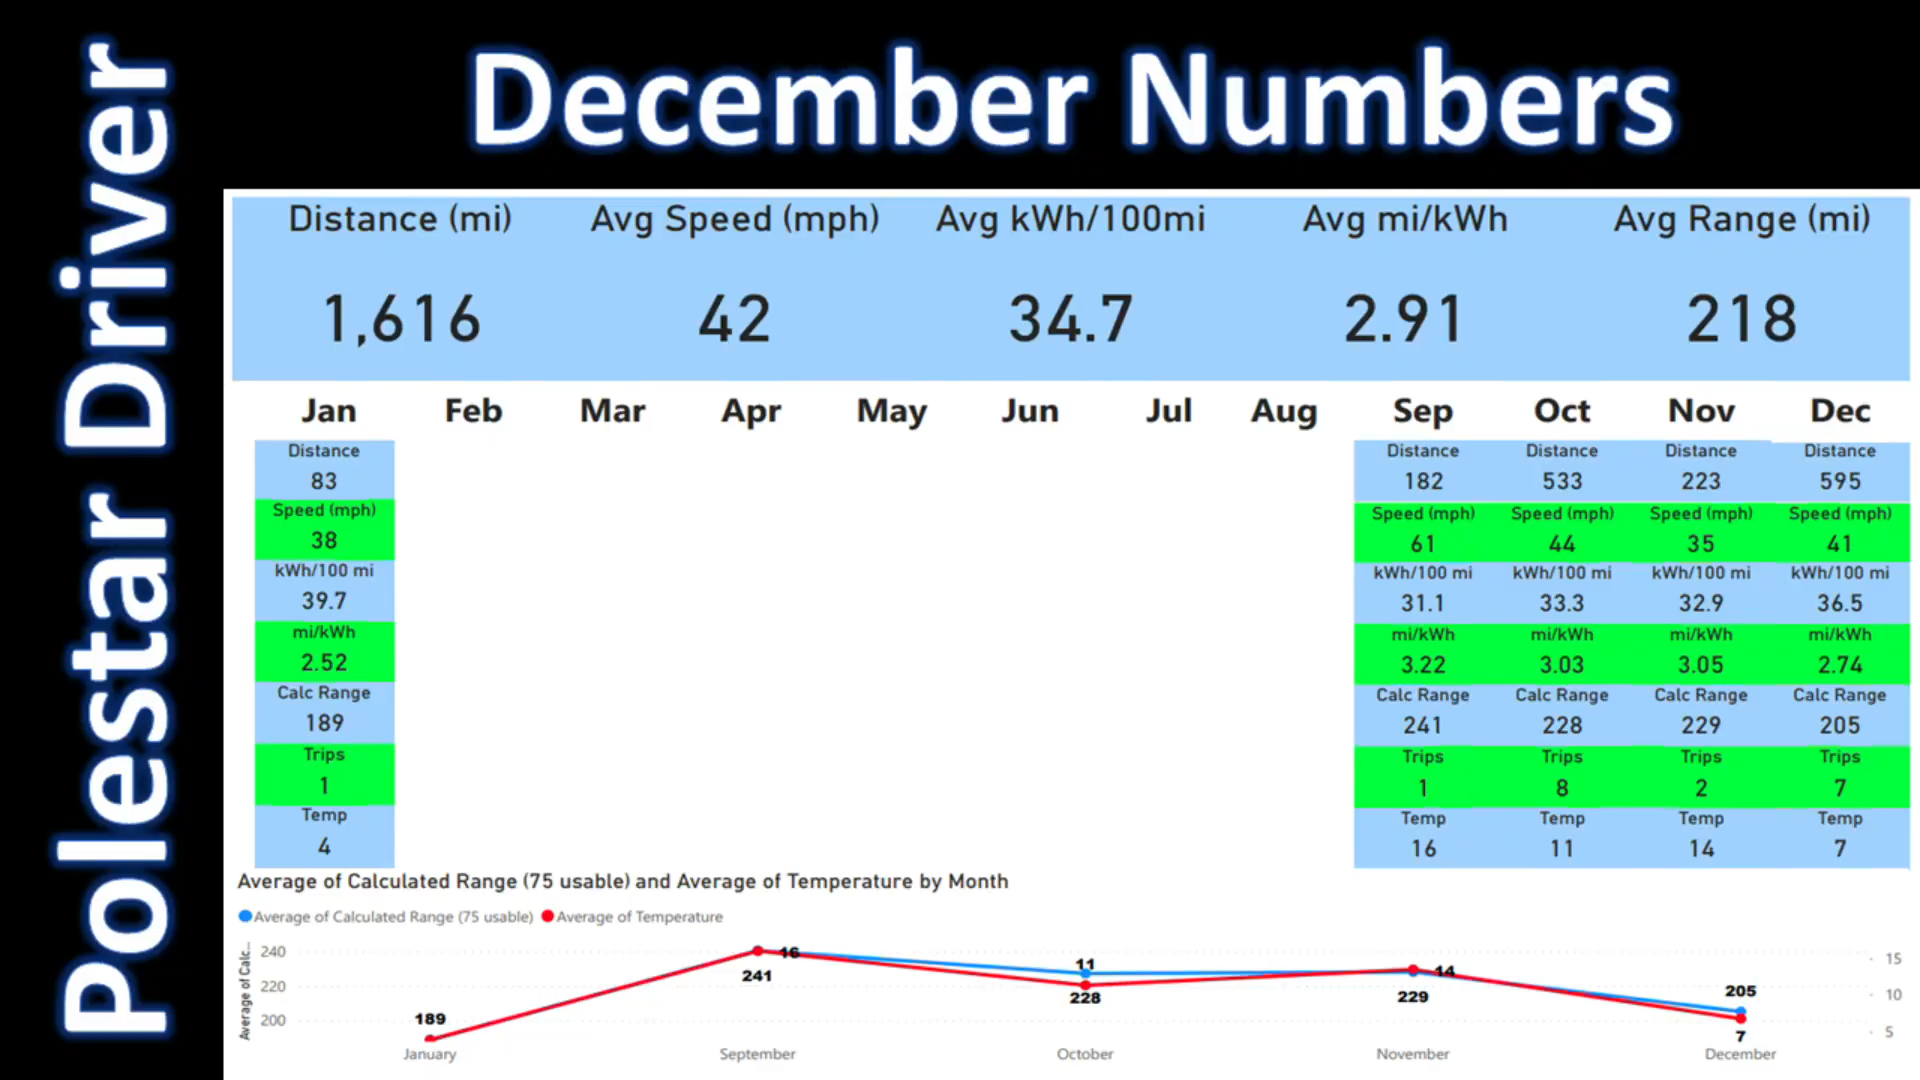 Polestar Driver
December Numbers
Distance (mi) Avg Speed (mph) Avg kWh/100mi Avg mi/kWh Avg Range (mi)
1,616 42 34.7 2.91 218
Jan Feb Mar Apr May Jun Jul Aug Sep Oct Nov Dec
Distance Distance Distance Distance Distance
83 182 533 223 595
Speed (mph) Speed (mph) Speed (mph) Speed (mph) Speed (mph)
38 61 44 35 41
kWh/100 mi kWh/100 mi kWh/100 mi kWh/100 mi kWh/100 mi
39.7 31.1 33.3 32.9 36.5
mi/kWh mi/kWh mi/kWh mi/kWh mi/kWh
2.52 3.22 3.03 3.05 2.74
Calc Range Calc Range Calc Range Calc Range Calc Range
189 241 228 229 205
Trips Trips Trips Trips Trips
1 1 8 2 7
Temp Temp Temp Temp Temp
4 16 11 14 7
Average of Calculated Range (75 usable) and Average of Temperature by Month
Average of Calculated Range (75 usable) Average of Temperature
Average of Calc...
240
220
200
189
16
241
11
228
14
229
205
7
15
10
5
January September October November December